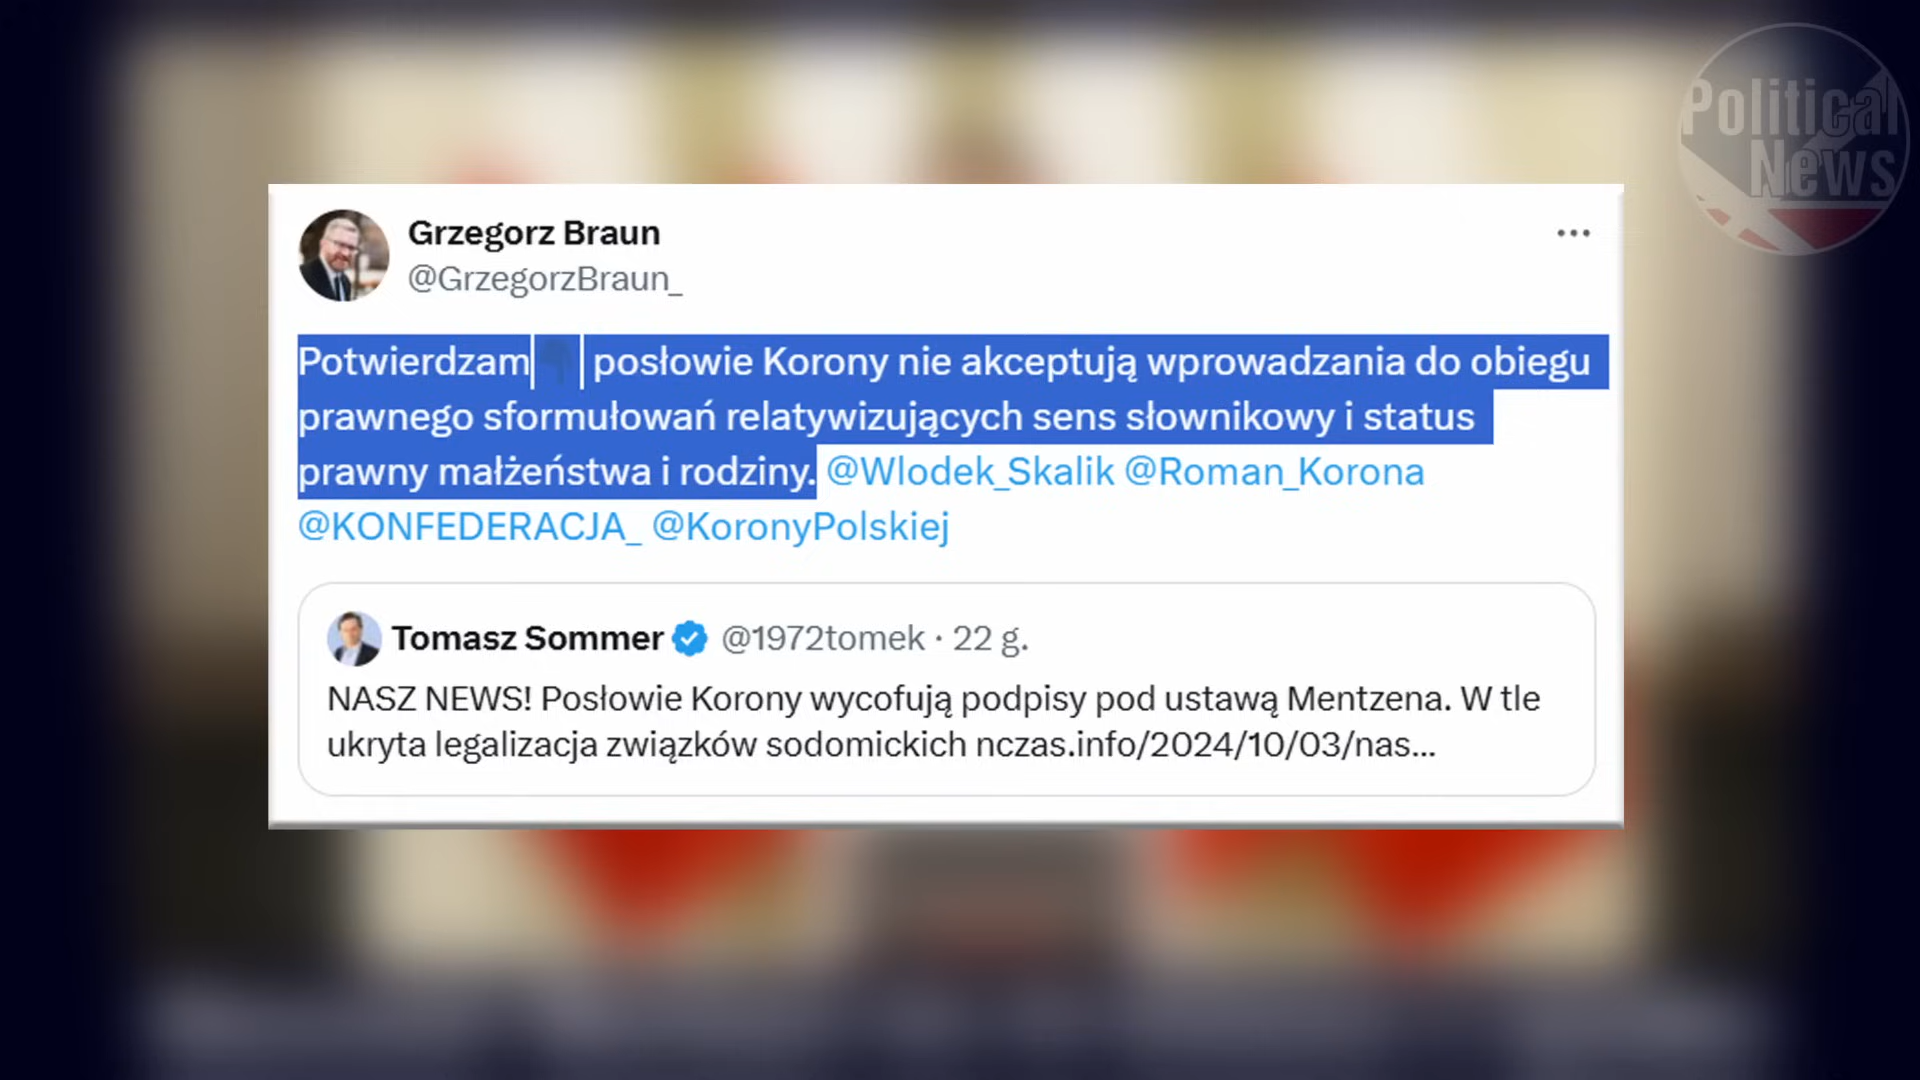 Political
News
Grzegorz Braun
@GrzegorzBraun_
Potwierdzam👇 posłowie Korony nie akceptują wprowadzania do obiegu
prawnego sformułowań relatywizujących sens słownikowy i status
prawny małżeństwa i rodziny. @Wlodek_Skalik @Roman_Korona
@KONFEDERACJA_ @KoronyPolskiej
Tomasz Sommer @1972tomek · 22 g.
NASZ NEWS! Posłowie Korony wycofują podpisy pod ustawą Mentzena. W tle
ukryta legalizacja związków sodomickich nczas.info/2024/10/03/nas...